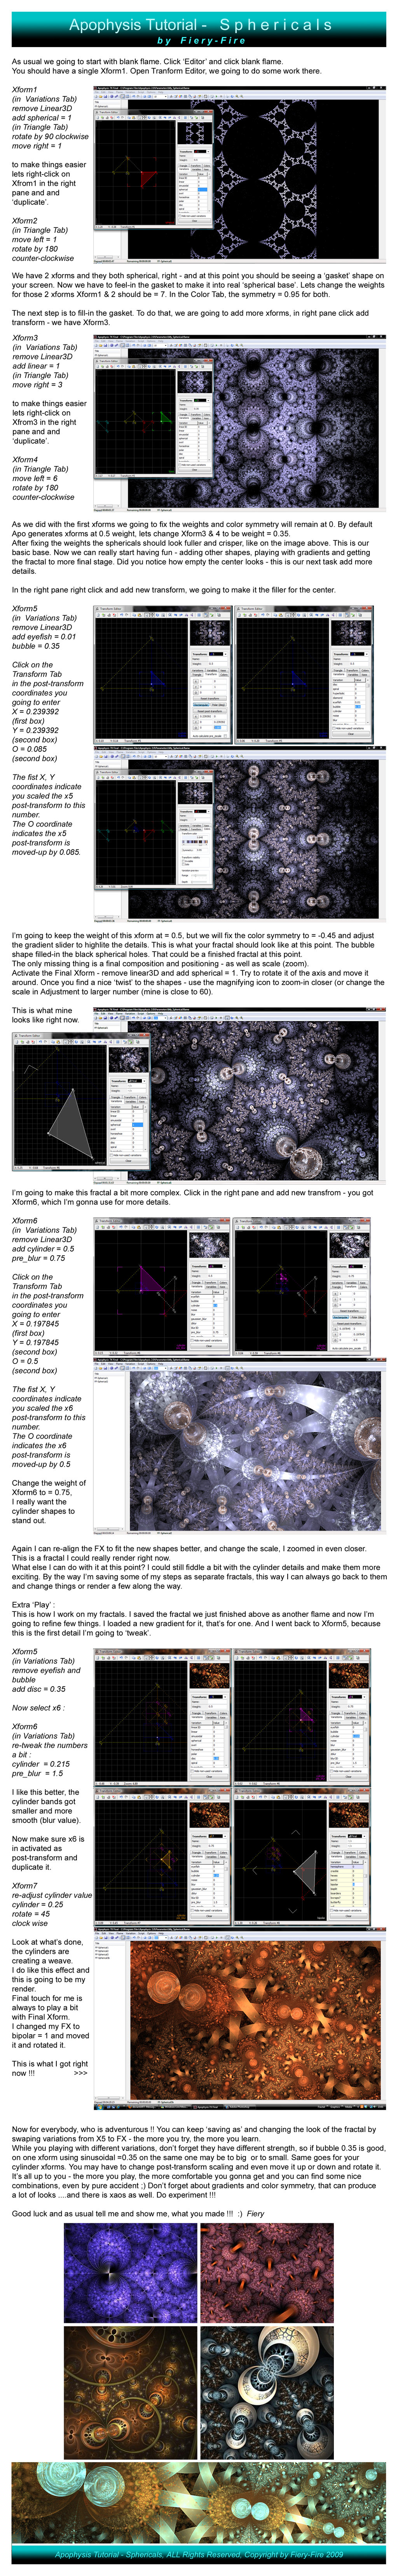 Apophysis Tutorial - Sphericals
by Fiery-Fire
As usual we going to start with blank flame. Click 'Editor' and click blank flame.
You should have a single Xform1. Open Tranform Editor, we going to do some work there.
Xform1
(in Variations Tab)
remove Linear3D
add spherical = 1
(in Triangle Tab)
rotate by 90 clockwise
move right = 1
to make things easier
lets right-click on
Xfrom1 in the right
pane and and
'duplicate'.
Xform2
(in Triangle Tab)
move left = 1
rotate by 180
counter-clockwise
We have 2 xforms and they both spherical, right - and at this point you should be seeing a 'gasket' shape on
your screen. Now we have to feel-in the gasket to make it into real 'spherical base'. Lets change the weights
for those 2 xforms Xform1 & 2 should be = 7. In the Color Tab, the symmetry = 0.95 for both.
The next step is to fill-in the gasket. To do that, we are going to add more xforms, in right pane click add
transform - we have Xform3.
Xform3
(in Variations Tab)
remove Linear3D
add linear = 1
(in Triangle Tab)
move right = 3
to make things easier
lets right-click on
Xfrom3 in the right
pane and and
'duplicate'.
Xform4
(in Triangle Tab)
move left = 6
rotate by 180
counter-clockwise
As we did with the first xforms we going to fix the weights and color symmetry will remain at 0. By default
Apo generates xforms at 0.5 weight, lets change Xform3 & 4 to be weight = 0.35.
After fixing the weights the sphericals should look fuller and crisper, like on the image above. This is our
basic base. Now we can really start having fun - adding other shapes, playing with gradients and getting
the fractal to more final stage. Did you notice how empty the center looks - this is our next task add more
details.
In the right pane right click and add new transform, we going to make it the filler for the center.
Xform5
(in Variations Tab)
remove Linear3D
add eyefish = 0.01
bubble = 0.35
Click on the
Transform Tab
in the post-transform
coordinates you
going to enter
X = 0.239392
(first box)
Y = 0.239392
(second box)
O = 0.085
(second box)
The fist X, Y
coordinates indicate
you scaled the x5
post-transform to this
number.
The O coordinate
indicates the x5
post-transform is
moved-up by 0.085.
I'm going to keep the weight of this xform at = 0.5, but we will fix the color symmetry to = -0.45 and adjust
the gradient slider to highlite the details. This is what your fractal should look like at this point. The bubble
shape filled-in the black spherical holes. That could be a finished fractal at this point.
The only missing thing is a final composition and positioning - as well as scale (zoom).
Activate the Final Xform - remove linear3D and add spherical = 1. Try to rotate it of the axis and move it
around. Once you find a nice 'twist' to the shapes - use the magnifying icon to zoom-in closer (or change the
scale in Adjustment to larger number (mine is close to 60).
This is what mine
looks like right now.
I'm going to make this fractal a bit more complex. Click in the right pane and add new transfrom - you got
Xform6, which I'm gonna use for more details.
Xform6
(in Variations Tab)
remove Linear3D
add cylinder = 0.5
pre_blur = 0.75
Click on the
Transform Tab
in the post-transform
coordinates you
going to enter
X = 0.197845
(first box)
Y = 0.197845
(second box)
O = 0.5
(second box)
The fist X, Y
coordinates indicate
you scaled the x6
post-transform to this
number.
The O coordinate
indicates the x6
post-transform is
moved-up by 0.5
Change the weight of
Xform6 to = 0.75,
I really want the
cylinder shapes to
stand out.
Again I can re-align the FX to fit the new shapes better, and change the scale, I zoomed in even closer.
This is a fractal I could really render right now.
What else I can do with it at this point? I could still fiddle a bit with the cylinder details and make them more
exciting. By the way I'm saving some of my steps as separate fractals, this way I can always go back to them
and change things or render a few along the way.
Extra 'Play' :
This is how I work on my fractals. I saved the fractal we just finished above as another flame and now I'm
going to refine few things. I loaded a new gradient for it, that's for one. And I went back to Xform5, because
this is the first detail I'm going to 'tweak'.
Xform5
(in Variations Tab)
remove eyefish and
bubble
add disc = 0.35
Now select x6 :
Xform6
(in Variations Tab)
re-tweak the numbers
a bit :
cylinder = 0.215
pre_blur = 1.5
I like this better, the
cylinder bands got
smaller and more
smooth (blur value).
Now make sure x6 is
in activated as
post-transform and
duplicate it.
Xform7
re-adjust cylinder value
cylinder = 0.25
rotate = 45
clock wise
Look at what's done,
the cylinders are
creating a weave.
I do like this effect and
this is going to be my
render.
Final touch for me is
always to play a bit
with Final Xform.
I changed my FX to
bipolar = 1 and moved
it and rotated it.
This is what I got right
now !!! >>>
Now for everybody, who is adventurous !! You can keep 'saving as' and changing the look of the fractal by
swaping variations from X5 to FX - the more you try, the more you learn.
While you playing with different variations, don't forget they have different strength, so if bubble 0.35 is good,
on one xform using sinusoidal =0.35 on the same one may be to big or to small. Same goes for your
cylinder xforms. You may have to change post-transform scaling and even move it up or down and rotate it.
It's all up to you - the more you play, the more comfortable you gonna get and you can find some nice
combinations, even by pure accident ;) Don't forget about gradients and color symmetry, that can produce
a lot of looks ....and there is xaos as well. Do experiment !!!
Good luck and as usual tell me and show me, what you made !!! :) Fiery
Apophysis Tutorial - Sphericals, ALL Rights Reserved, Copyright by Fiery-Fire 2009